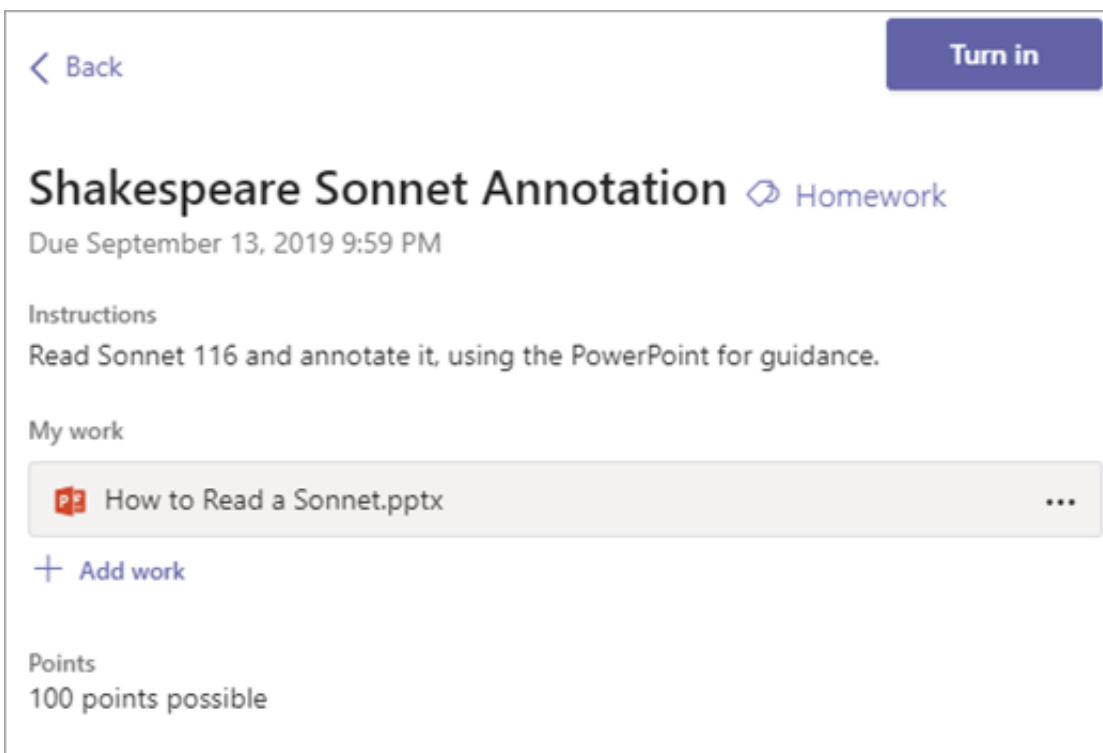 Back
Turn in
Shakespeare Sonnet Annotation Homework
Due September 13, 2019 9:59 PM
Instructions
Read Sonnet 116 and annotate it, using the PowerPoint for guidance.
My work
How to Read a Sonnet.pptx
Add work
Points
100 points possible